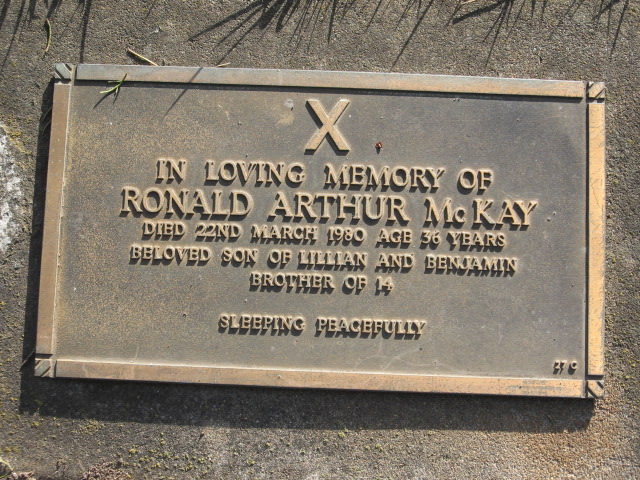 IN LOVING MEMORY OF
RONALD ARTHUR McKAY
DIED 22ND MARCH 1980 AGE 36 YEARS
BELOVED SON OF LILLIAN AND BENJAMIN
BROTHER OF 14
SLEEPING PEACEFULLY